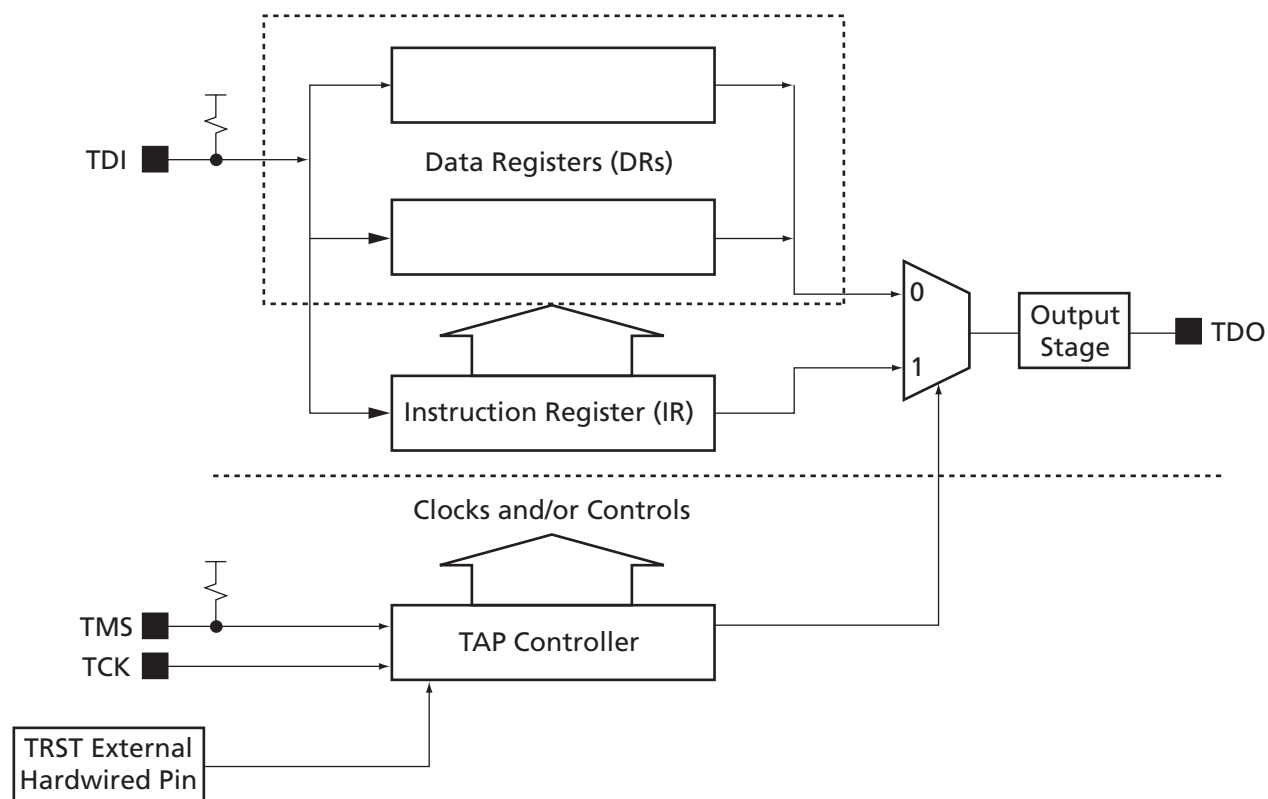 TDI
Data Registers (DRs)
0
Output
Stage
TDO
1
Instruction Register (IR)
Clocks and/or Controls
TMS
TAP Controller
TCK
TRST External
Hardwired Pin